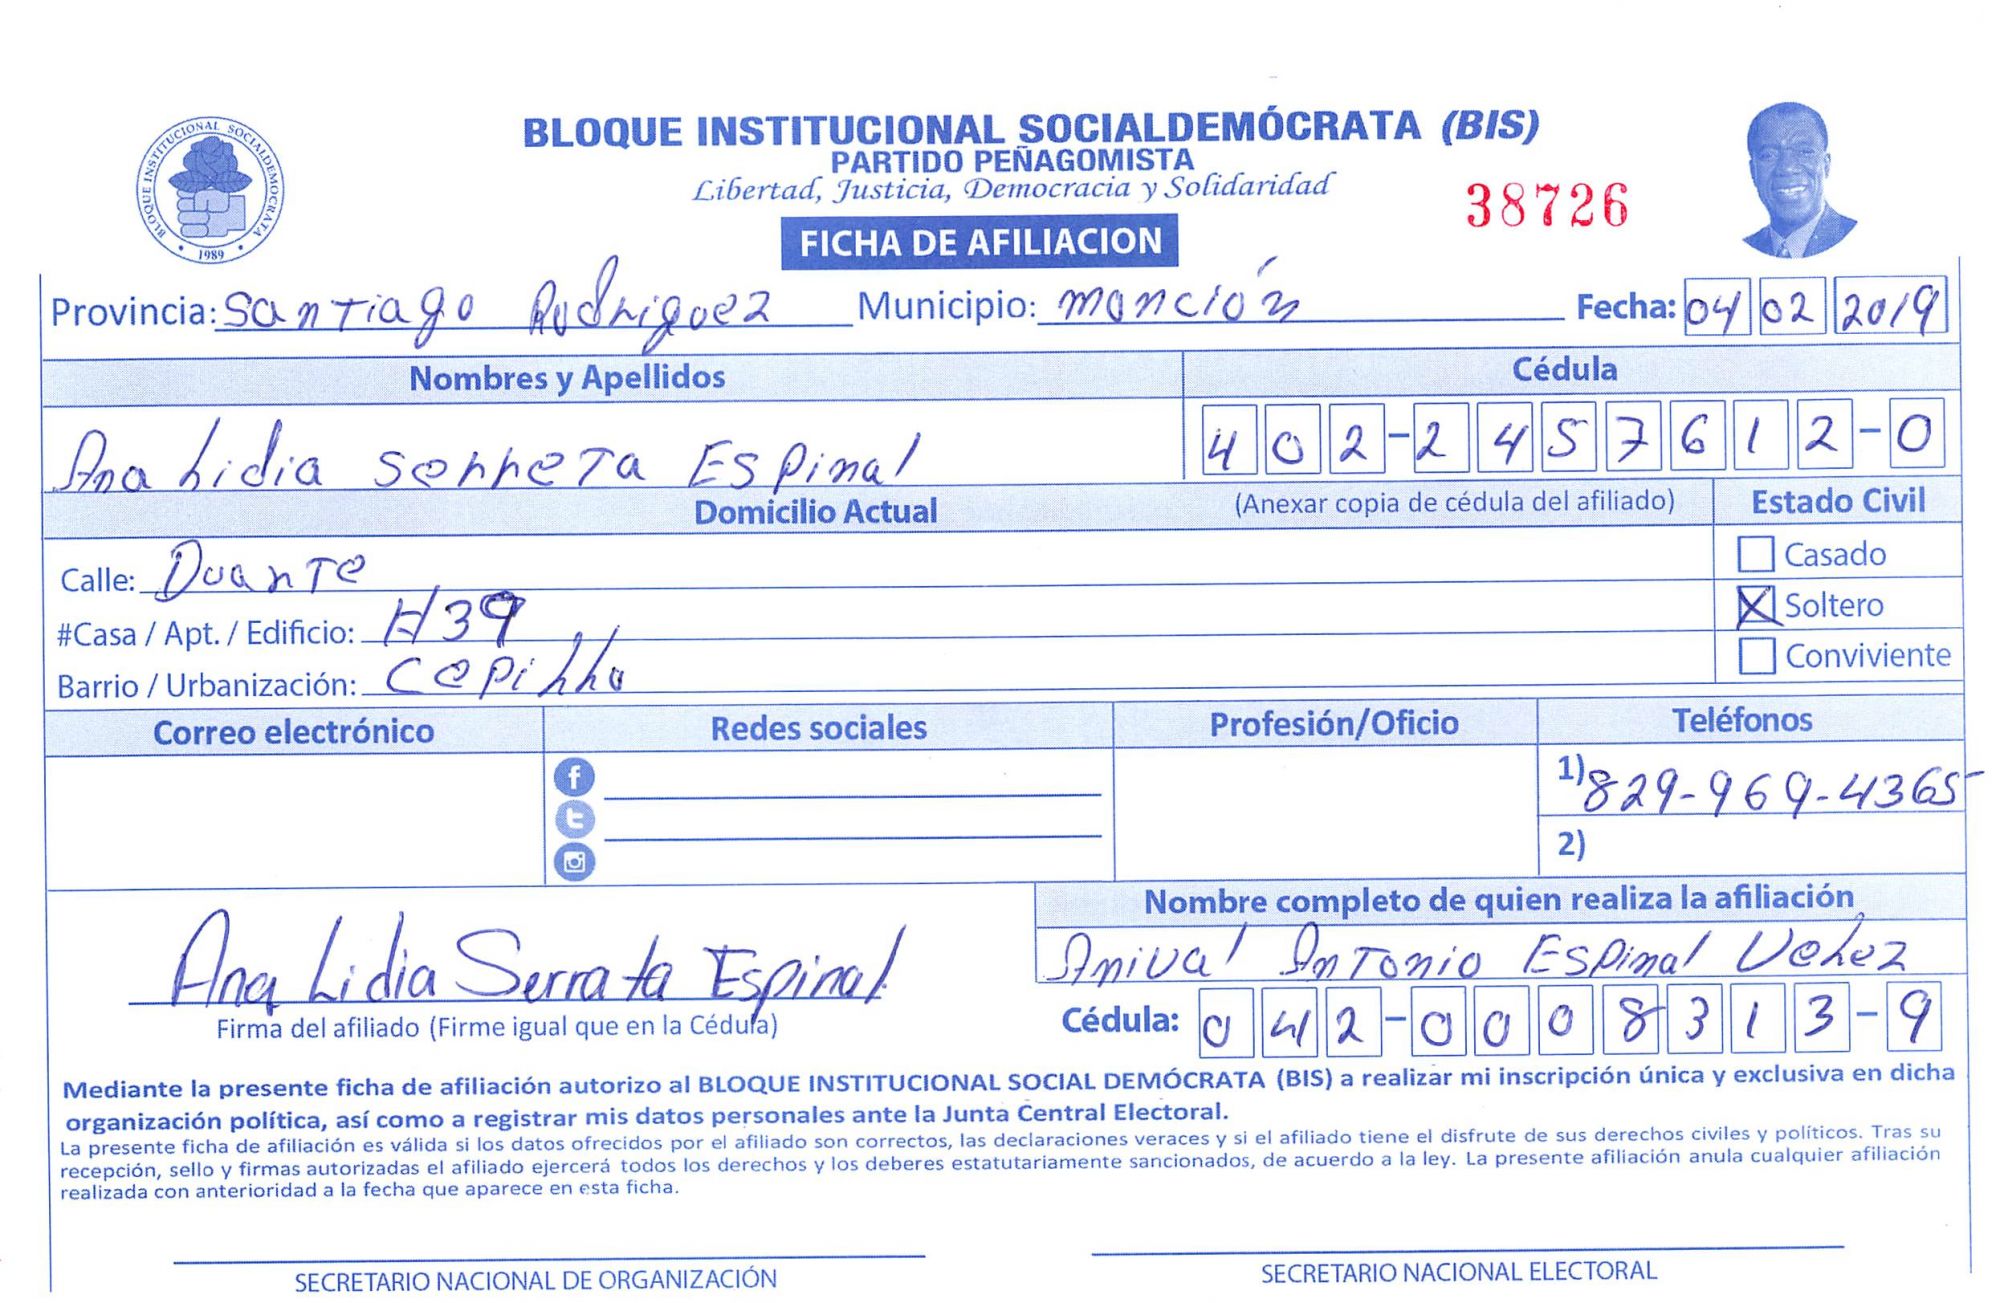 BLOQUE INSTITUCIONAL SOCIALDEMÓCRATA (BIS)
PARTIDO PEÑAGOMISTA
Libertad, Justicia, Democracia y Solidaridad
38726
BLOQUE INSTITUCIONAL SOCIALDEMOCRATA
1989
FICHA DE AFILIACION
Provincia: Santiago Rodriguez Municipio: monción Fecha: 04 02 2019
Nombres y Apellidos Cédula
Ana Lidia Serreta Espinal 402-2457612-0
Domicilio Actual (Anexar copia de cédula del afiliado) Estado Civil
Calle: Duarte
Casado
#Casa / Apt. / Edificio: #39
X Soltero
Barrio / Urbanización: Cepillo
Conviviente
Correo electrónico Redes sociales Profesión/Oficio Teléfonos
1) 829-969-4365
2)
Nombre completo de quien realiza la afiliación
Anival Antonio Espinal Velez
Ana Lidia Serrata Espinal
Firma del afiliado (Firme igual que en la Cédula)
Cédula: 042-0008313-9
Mediante la presente ficha de afiliación autorizo al BLOQUE INSTITUCIONAL SOCIAL DEMÓCRATA (BIS) a realizar mi inscripción única y exclusiva en dicha
organización política, así como a registrar mis datos personales ante la Junta Central Electoral.
La presente ficha de afiliación es válida si los datos ofrecidos por el afiliado son correctos, las declaraciones veraces y si el afiliado tiene el disfrute de sus derechos civiles y políticos. Tras su
recepción, sello y firmas autorizadas el afiliado ejercerá todos los derechos y los deberes estatutariamente sancionados, de acuerdo a la ley. La presente afiliación anula cualquier afiliación
realizada con anterioridad a la fecha que aparece en esta ficha.
SECRETARIO NACIONAL DE ORGANIZACIÓN SECRETARIO NACIONAL ELECTORAL